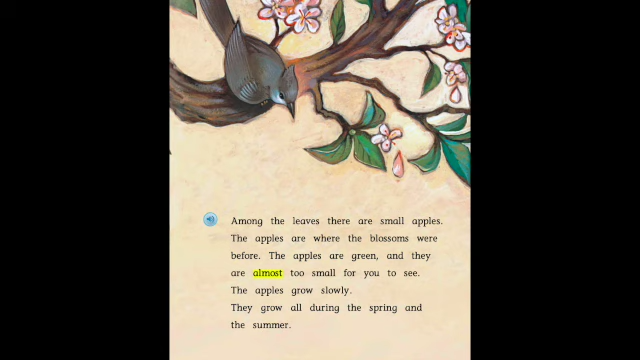 Among the leaves there are small apples.
The apples are where the blossoms were
before. The apples are green, and they
are almost too small for you to see.
The apples grow slowly.
They grow all during the spring and
the summer.